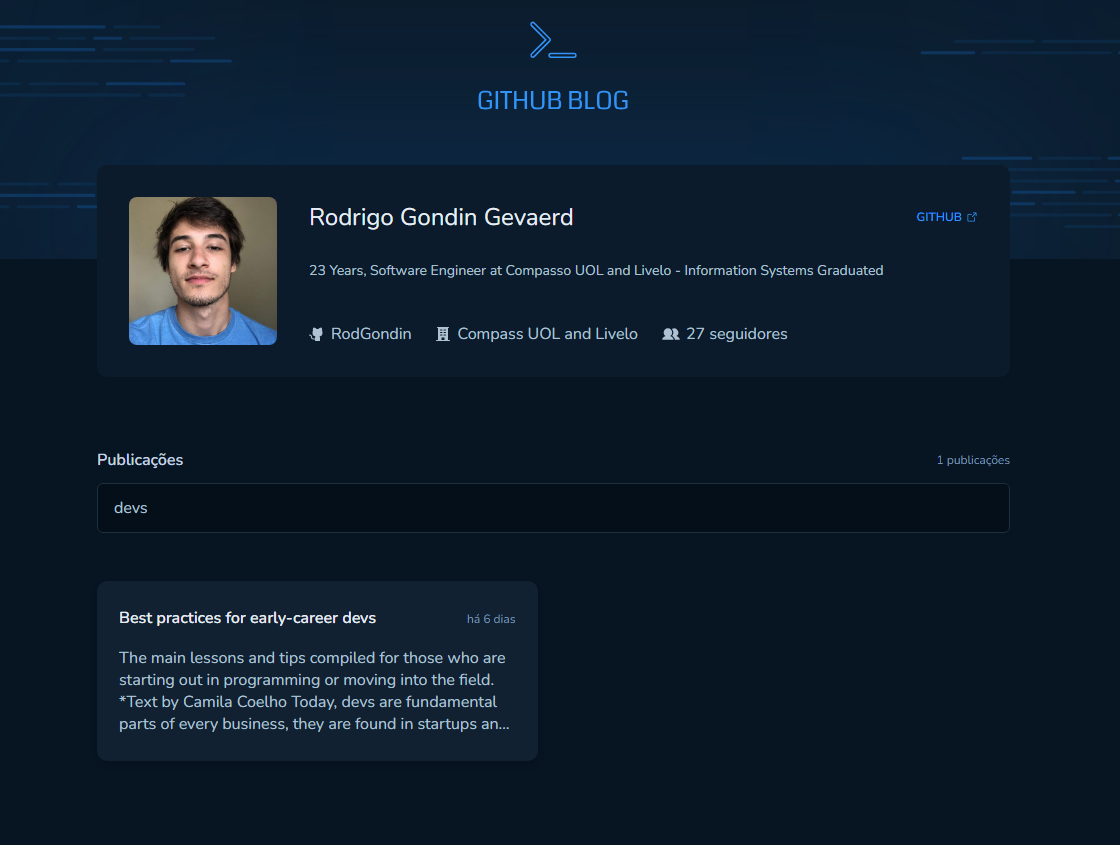 GITHUB BLOG
Rodrigo Gondin Gevaerd
GITHUB
23 Years, Software Engineer at Compasso UOL and Livelo - Information Systems Graduated
RodGondin
Compass UOL and Livelo
27 seguidores
Publicações
1 publicações
devs
Best practices for early-career devs
há 6 dias
The main lessons and tips compiled for those who are
starting out in programming or moving into the field.
*Text by Camila Coelho Today, devs are fundamental
parts of every business, they are found in startups an...